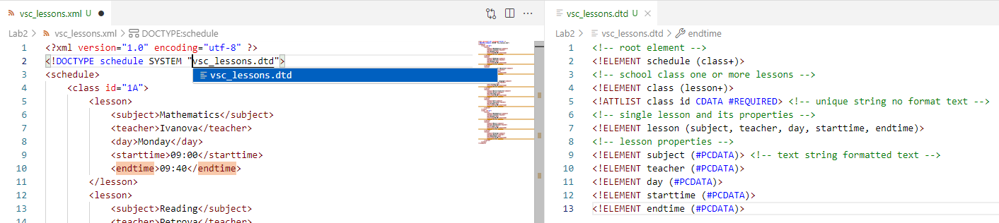 vsc_lessons.xml U
Lab2 > vsc_lessons.xml > DOCTYPE:schedule
1 <?xml version="1.0" encoding="utf-8" ?>
2 <!DOCTYPE schedule SYSTEM "vsc_lessons.dtd">
vsc_lessons.dtd
3 <schedule>
4 <class id="1A">
5 <lesson>
6 <subject>Mathematics</subject>
7 <teacher>Ivanova</teacher>
8 <day>Monday</day>
9 <starttime>09:00</starttime>
10 <endtime>09:40</endtime>
11 </lesson>
12 <lesson>
13 <subject>Reading</subject>
14 <teacher>Petrova</teacher>
vsc_lessons.dtd U
Lab2 > vsc_lessons.dtd > endtime
1 <!-- root element -->
2 <!ELEMENT schedule (class+)>
3 <!-- school class one or more lessons -->
4 <!ELEMENT class (lesson+)>
5 <!ATTLIST class id CDATA #REQUIRED> <!-- unique string no format text -->
6 <!-- single lesson and its properties -->
7 <!ELEMENT lesson (subject, teacher, day, starttime, endtime)>
8 <!-- lesson properties -->
9 <!ELEMENT subject (#PCDATA)> <!-- text string formatted text -->
10 <!ELEMENT teacher (#PCDATA)>
11 <!ELEMENT day (#PCDATA)>
12 <!ELEMENT starttime (#PCDATA)>
13 <!ELEMENT endtime (#PCDATA)>